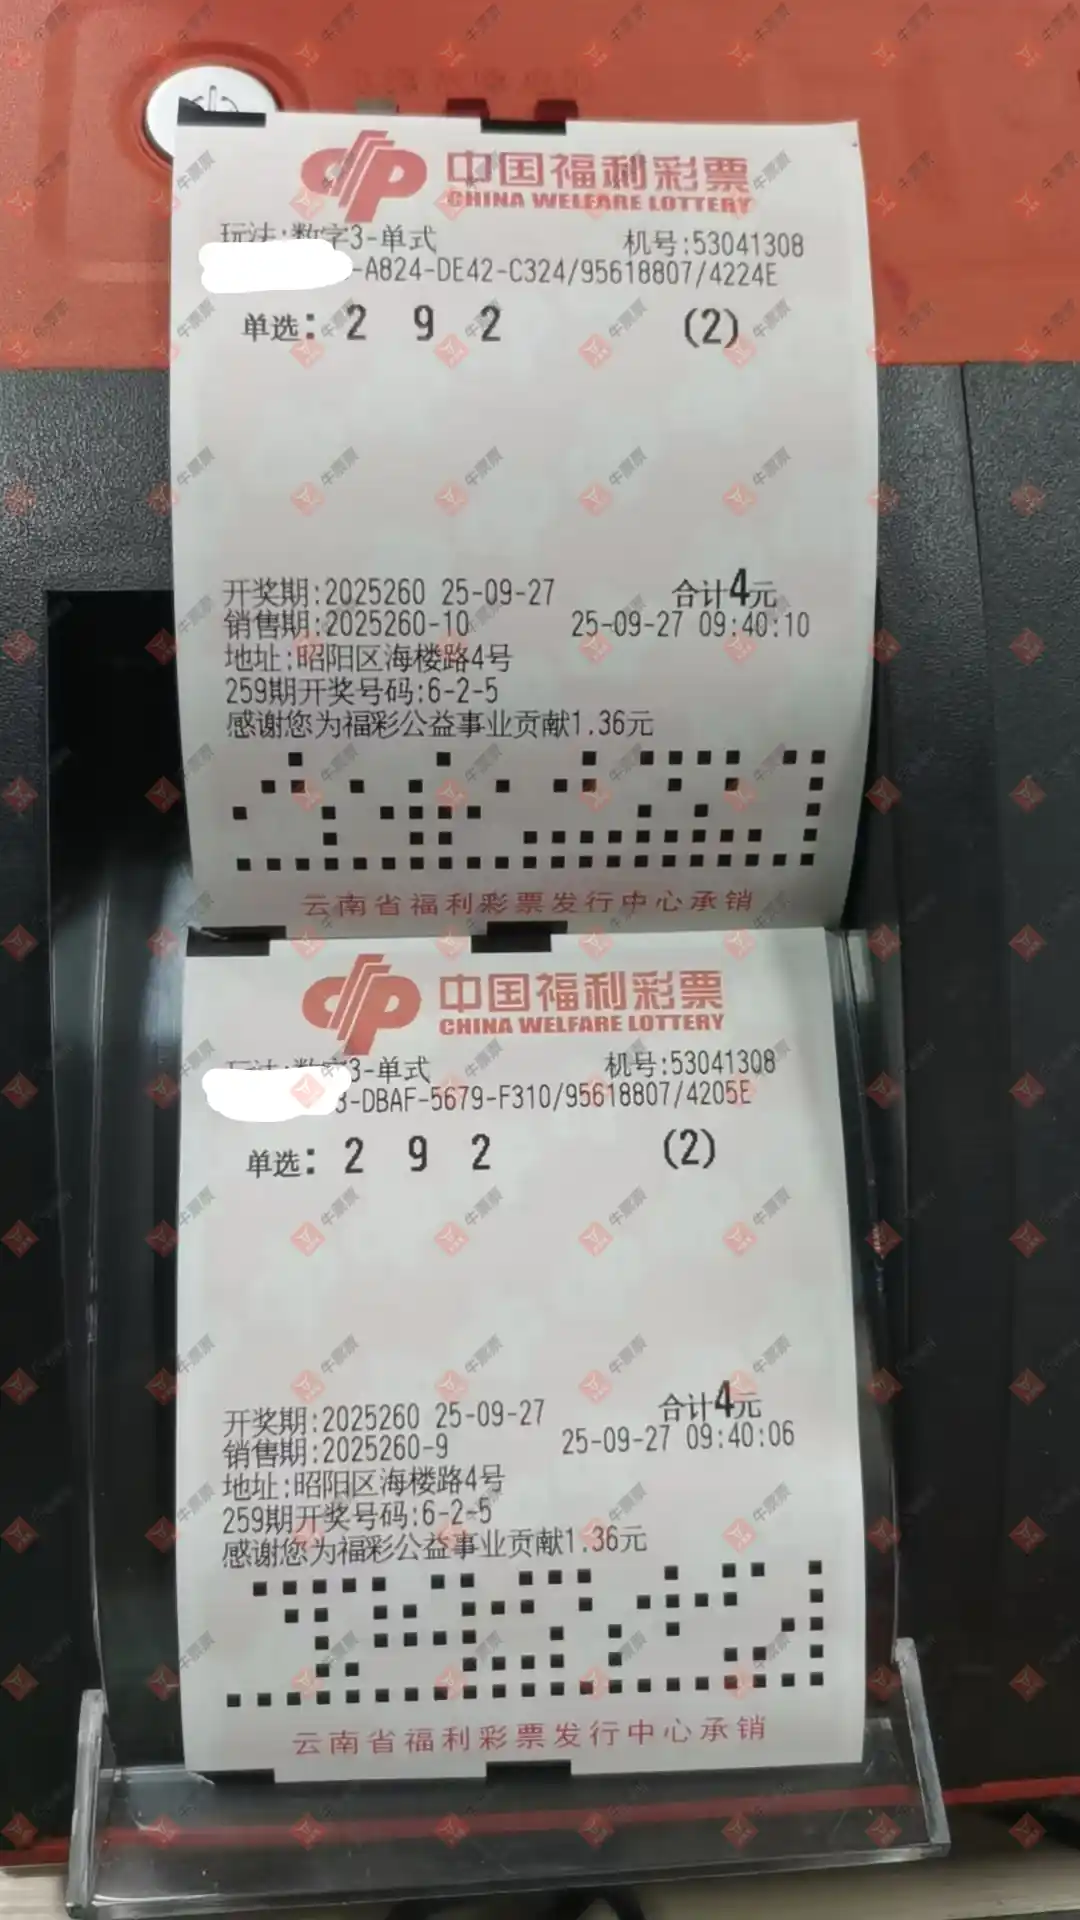 中国福利彩票
CHINA WELFARE LOTTERY
玩法:数字3-单式 机号:53041308
-A824-DE42-C324/95618807/4224E
单选: 2 9 2 (2)
开奖期:2025260 25-09-27 合计4元
销售期:2025260-10 25-09-27 09:40:10
地址:昭阳区海楼路4号
259期开奖号码:6-2-5
感谢您为福彩公益事业贡献1.36元
云南省福利彩票发行中心承销
中国福利彩票
CHINA WELFARE LOTTERY
玩法:数字3-单式 机号:53041308
3-DBAF-5679-F310/95618807/4205E
单选: 2 9 2 (2)
开奖期:2025260 25-09-27 合计4元
销售期:2025260-9 25-09-27 09:40:06
地址:昭阳区海楼路4号
259期开奖号码:6-2-5
感谢您为福彩公益事业贡献1.36元
云南省福利彩票发行中心承销
牛票票